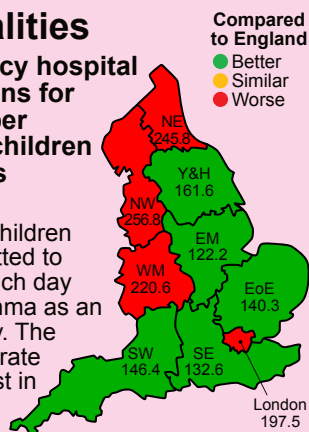 alities
cy hospital
ns for
per
children
s
hildren
tted to
ch day
ma as an
y. The
rate
st in
Compared
to England
Better
Similar
Worse
NE
245.8
Y&H
161.6
NW
256.8
EM
122.2
WM
220.6
EoE
140.3
SW
146.4
SE
132.6
London
197.5